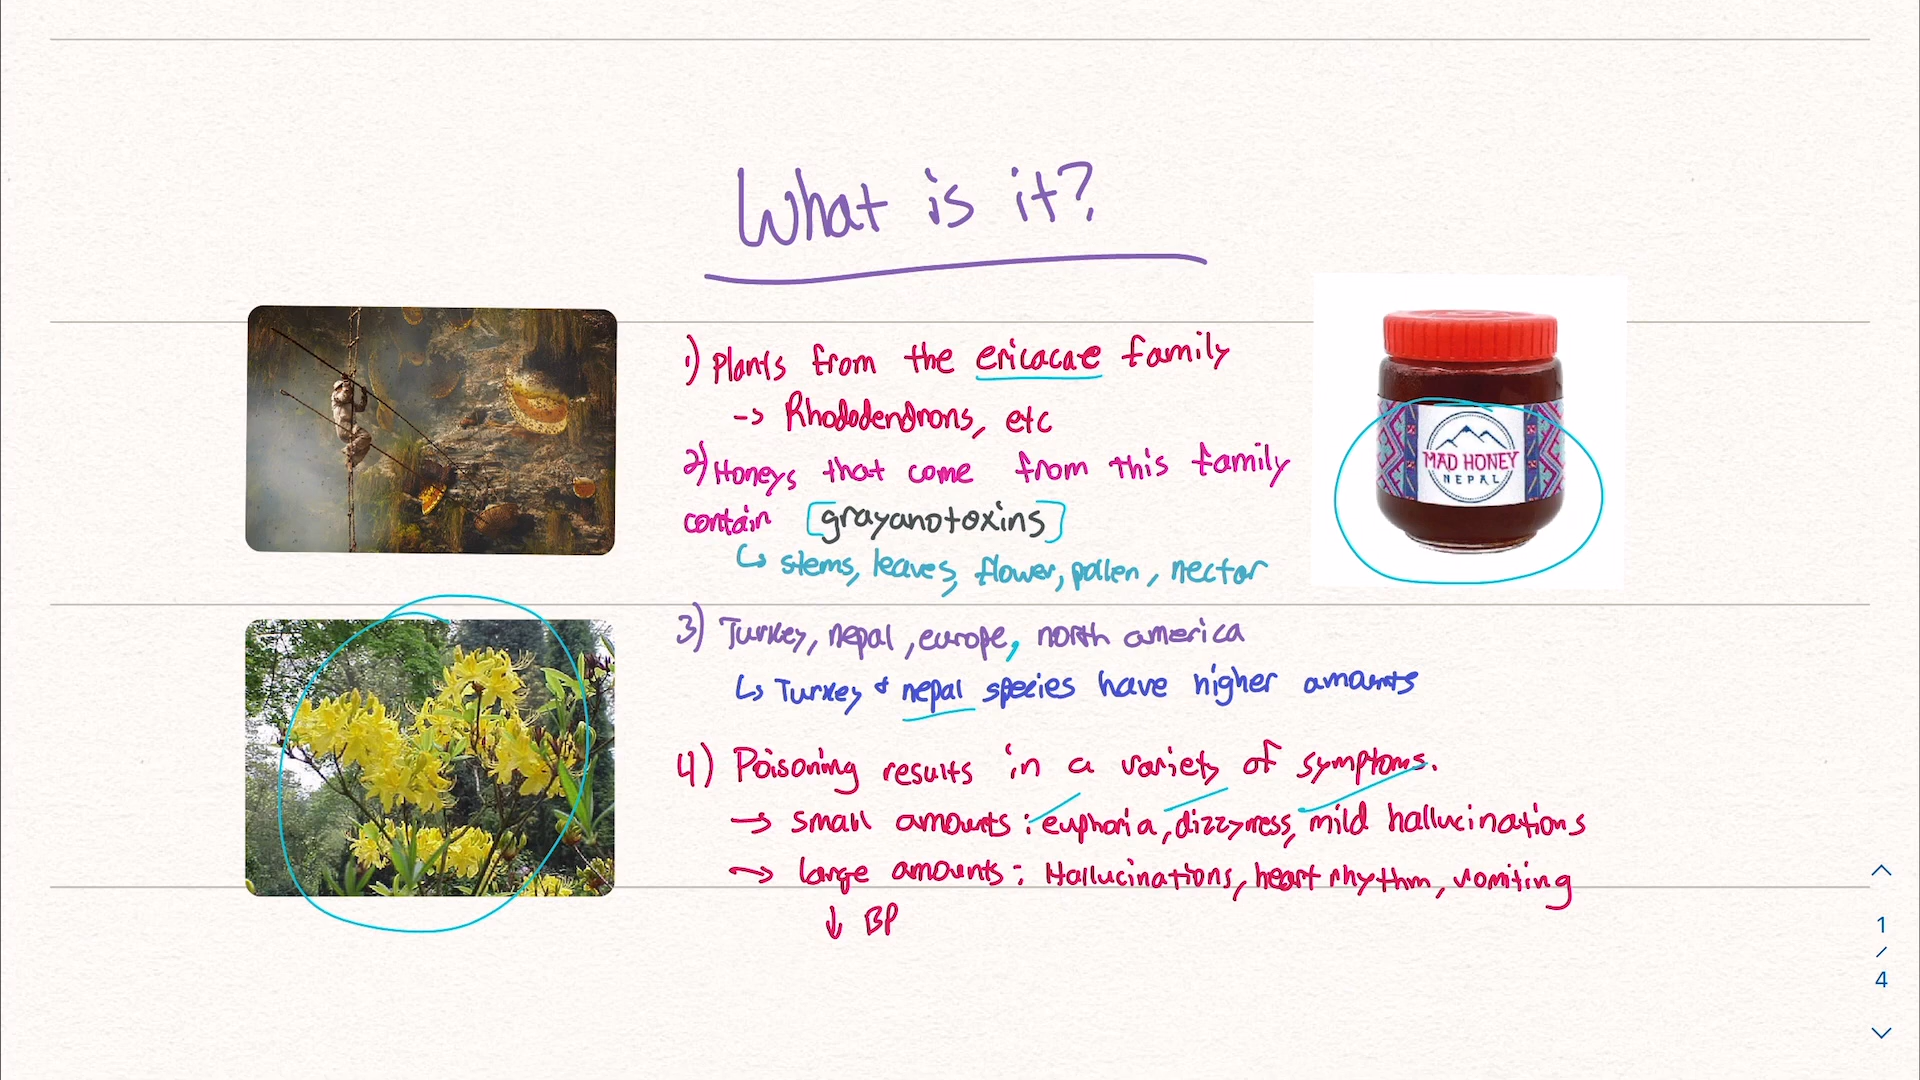 What is it?
1) Plants from the ericacae family
-> Rhododendrons, etc
2) Honeys that come from this family
contain [grayanotoxins]
↳ stems, leaves, flower, pollen, nector
3) Turkey, nepal, europe, north america
↳ Turkey + nepal species have higher amounts
4) Poisoning results in a variety of symptoms.
→ small amounts: euphoria, dizzyness, mild hallucinations
→ large amounts: Hallucinations, heart rhythm, vomiting
↓ BP
MAD HONEY
NEPAL
1
/
4